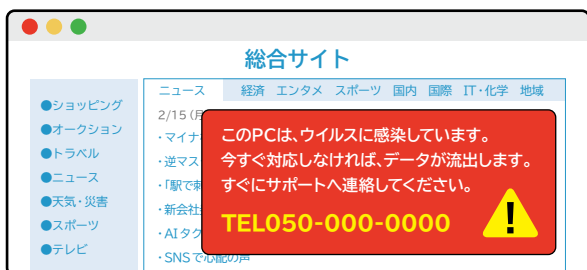 総合サイト
ニュース 経済 エンタメ スポーツ 国内 国際 IT・化学 地域
●ショッピング
●オークション
●トラベル
●ニュース
●天気・災害
●スポーツ
●テレビ
2/15(月
・マイナ
・逆マス
・「駅で
・新会社
・AIタク
・SNSで心配の声
このPCは、ウイルスに感染しています。
今すぐ対応しなければ、データが流出します。
すぐにサポートへ連絡してください。
TEL050-000-0000
!